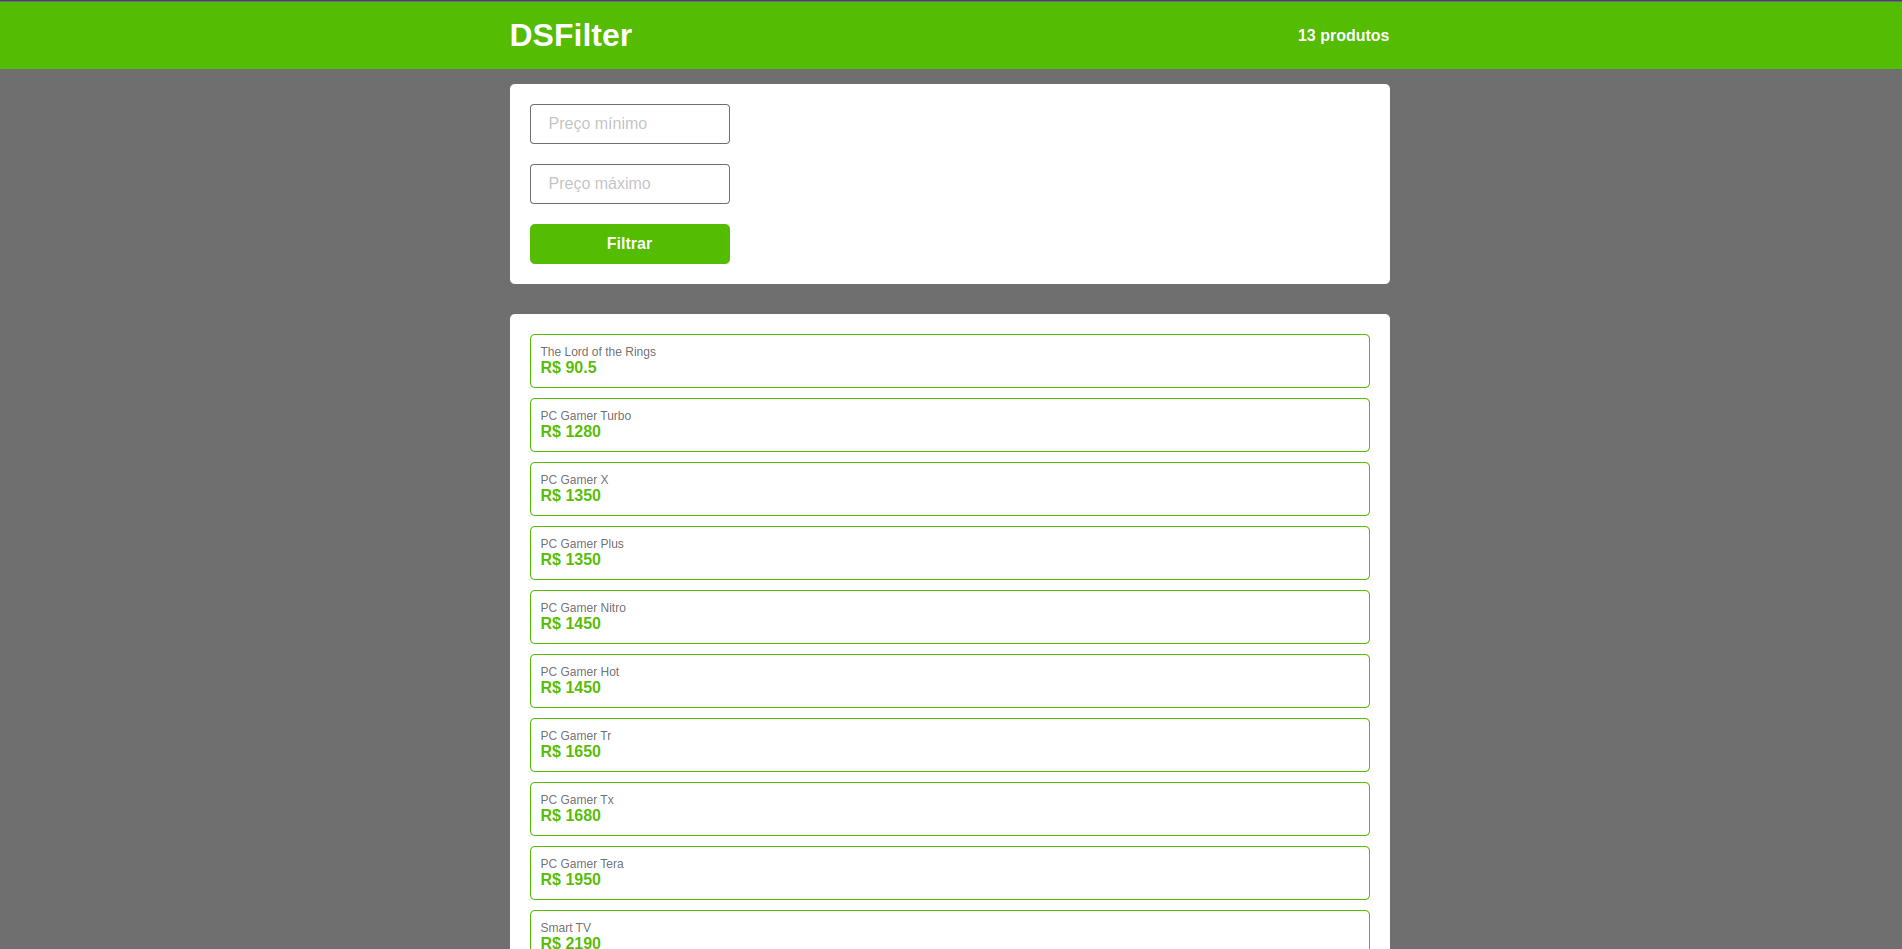 DSFilter
13 produtos
Preço mínimo
Preço máximo
Filtrar
The Lord of the Rings
R$ 90.5
PC Gamer Turbo
R$ 1280
PC Gamer X
R$ 1350
PC Gamer Plus
R$ 1350
PC Gamer Nitro
R$ 1450
PC Gamer Hot
R$ 1450
PC Gamer Tr
R$ 1650
PC Gamer Tx
R$ 1680
PC Gamer Tera
R$ 1950
Smart TV
R$ 2190